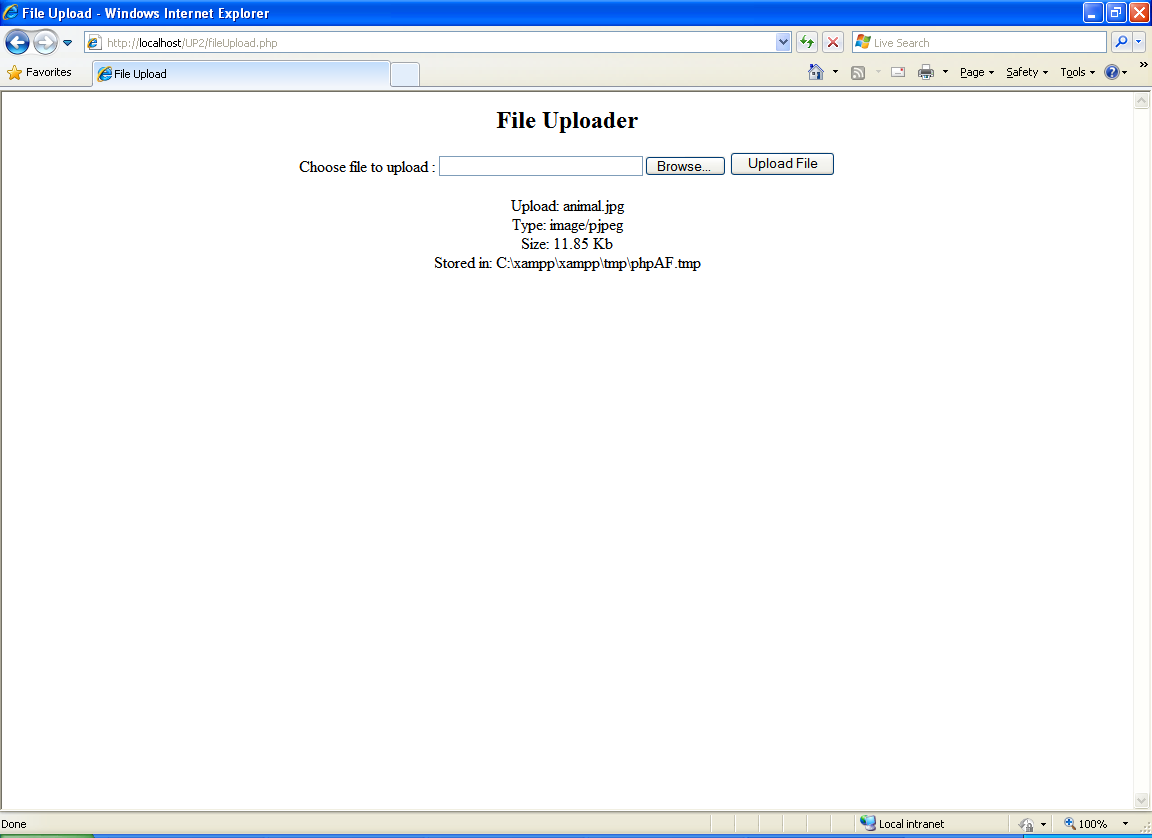 File Upload - Windows Internet Explorer
http://localhost/UP2/fileUpload.php
Live Search
Favorites
File Upload
Page
Safety
Tools
File Uploader
Choose file to upload :
Browse...
Upload File
Upload: animal.jpg
Type: image/pjpeg
Size: 11.85 Kb
Stored in: C:\xampp\xampp\tmp\phpAF.tmp
Done
Local intranet
100%